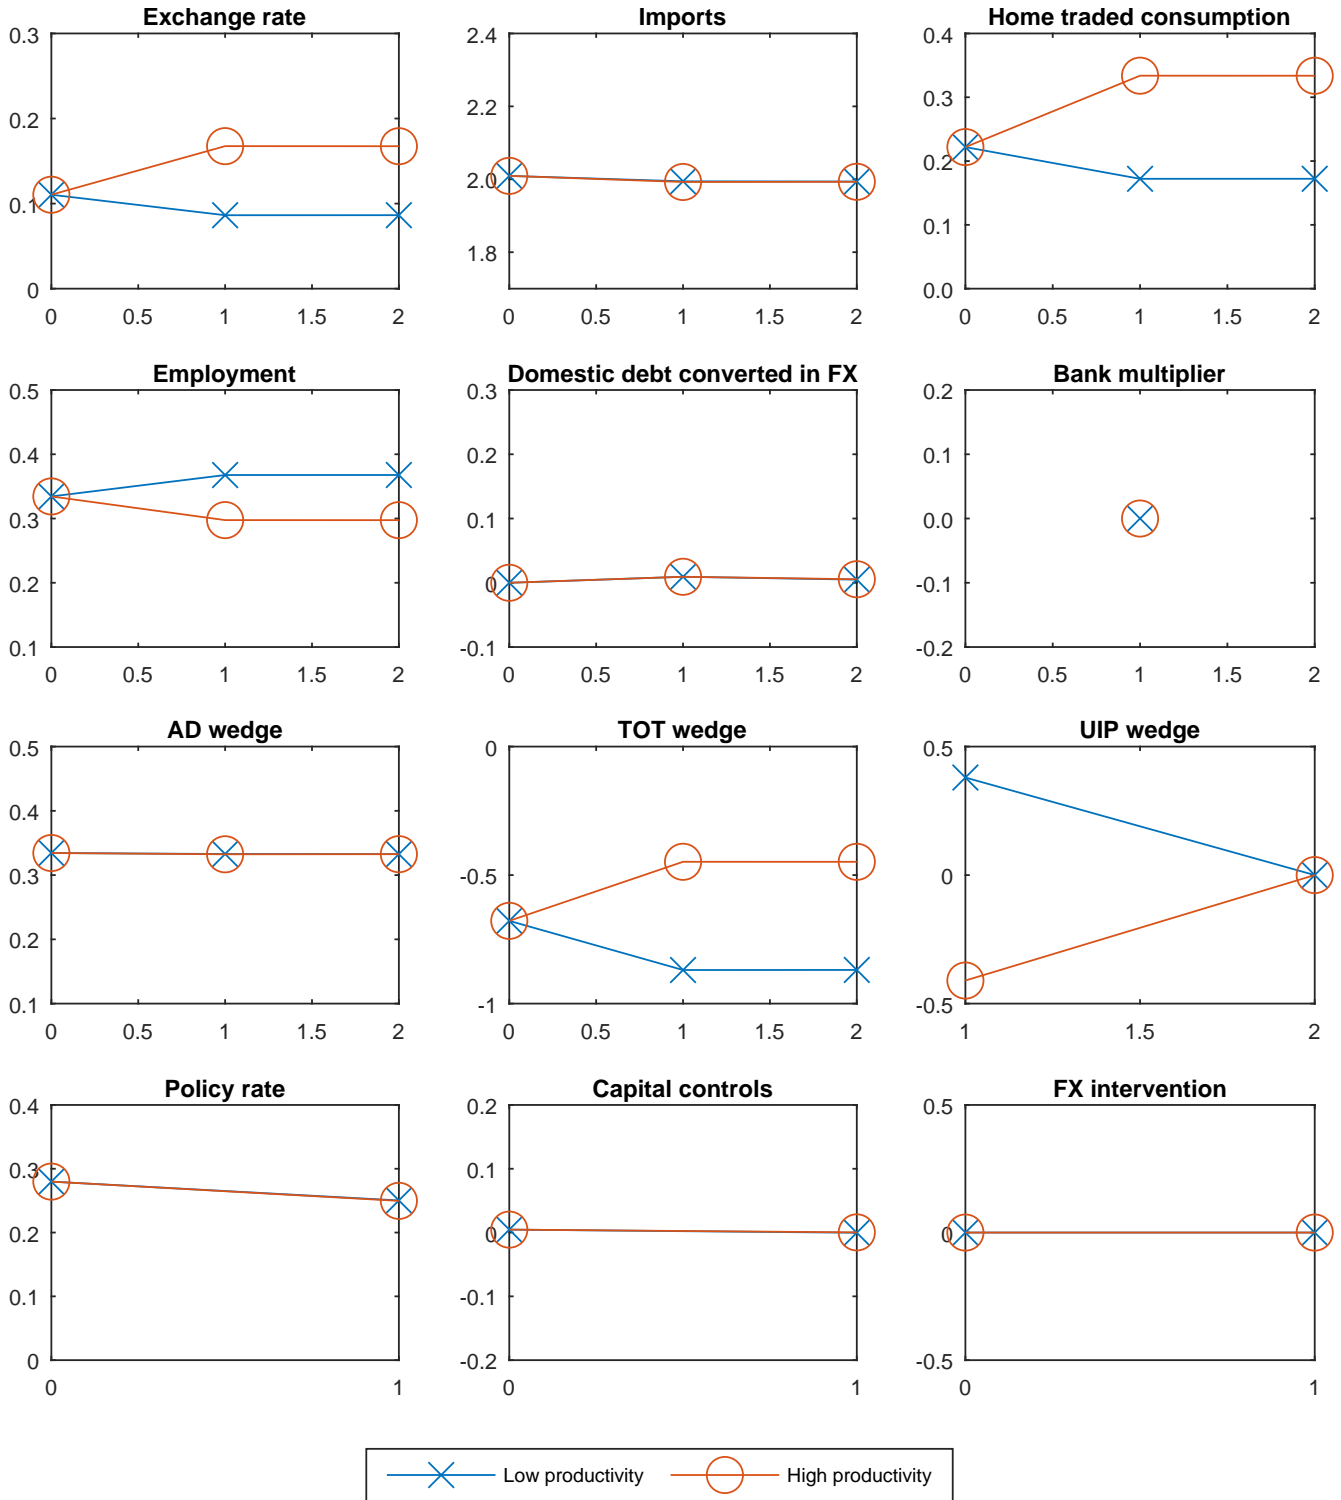 Exchange rate
0.3
0.2
0.1
0
0 0.5 1 1.5 2
Imports
2.4
2.2
2.0
1.8
0 0.5 1 1.5 2
Home traded consumption
0.4
0.3
0.2
0.1
0.0
0 0.5 1 1.5 2
Employment
0.5
0.4
0.3
0.2
0.1
0 0.5 1 1.5 2
Domestic debt converted in FX
0.3
0.2
0.1
0
-0.1
0 0.5 1 1.5 2
Bank multiplier
0.2
0.1
0.0
-0.1
-0.2
0 0.5 1 1.5 2
AD wedge
0.5
0.4
0.3
0.2
0.1
0 0.5 1 1.5 2
TOT wedge
0
-0.5
-1
0 0.5 1 1.5 2
UIP wedge
0.5
0
-0.5
1 1.5 2
Policy rate
0.4
0.3
0.2
0.1
0
0 1
Capital controls
0.2
0.1
0
-0.1
-0.2
0 1
FX intervention
0.5
0
-0.5
0 1
Low productivity High productivity